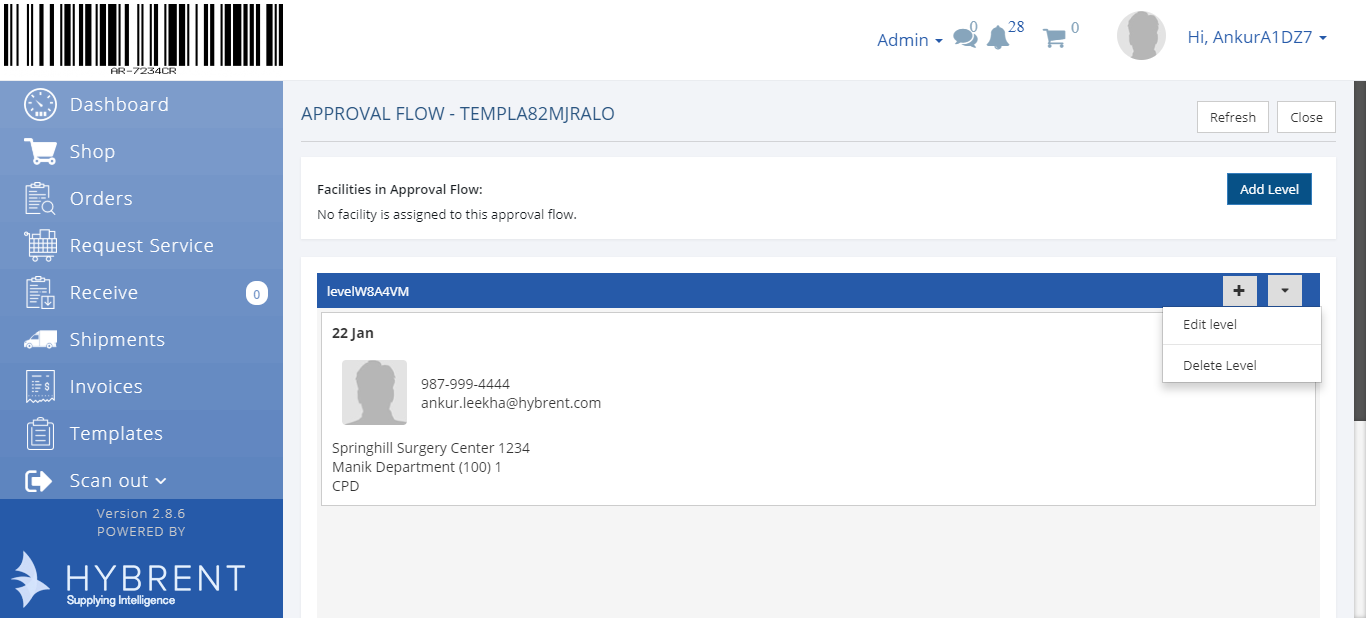 AR-7234CR
Admin
0
28
0
Hi, AnkurA1DZ7
Dashboard
Shop
Orders
Request Service
Receive
0
Shipments
Invoices
Templates
Scan out
Version 2.8.6
POWERED BY
HYBRENT
Supplying Intelligence
APPROVAL FLOW - TEMPLA82MJRALO
Refresh
Close
Facilities in Approval Flow:
Add Level
No facility is assigned to this approval flow.
levelW8A4VM
+
Edit level
Delete Level
22 Jan
987-999-4444
ankur.leekha@hybrent.com
Springhill Surgery Center 1234
Manik Department (100) 1
CPD